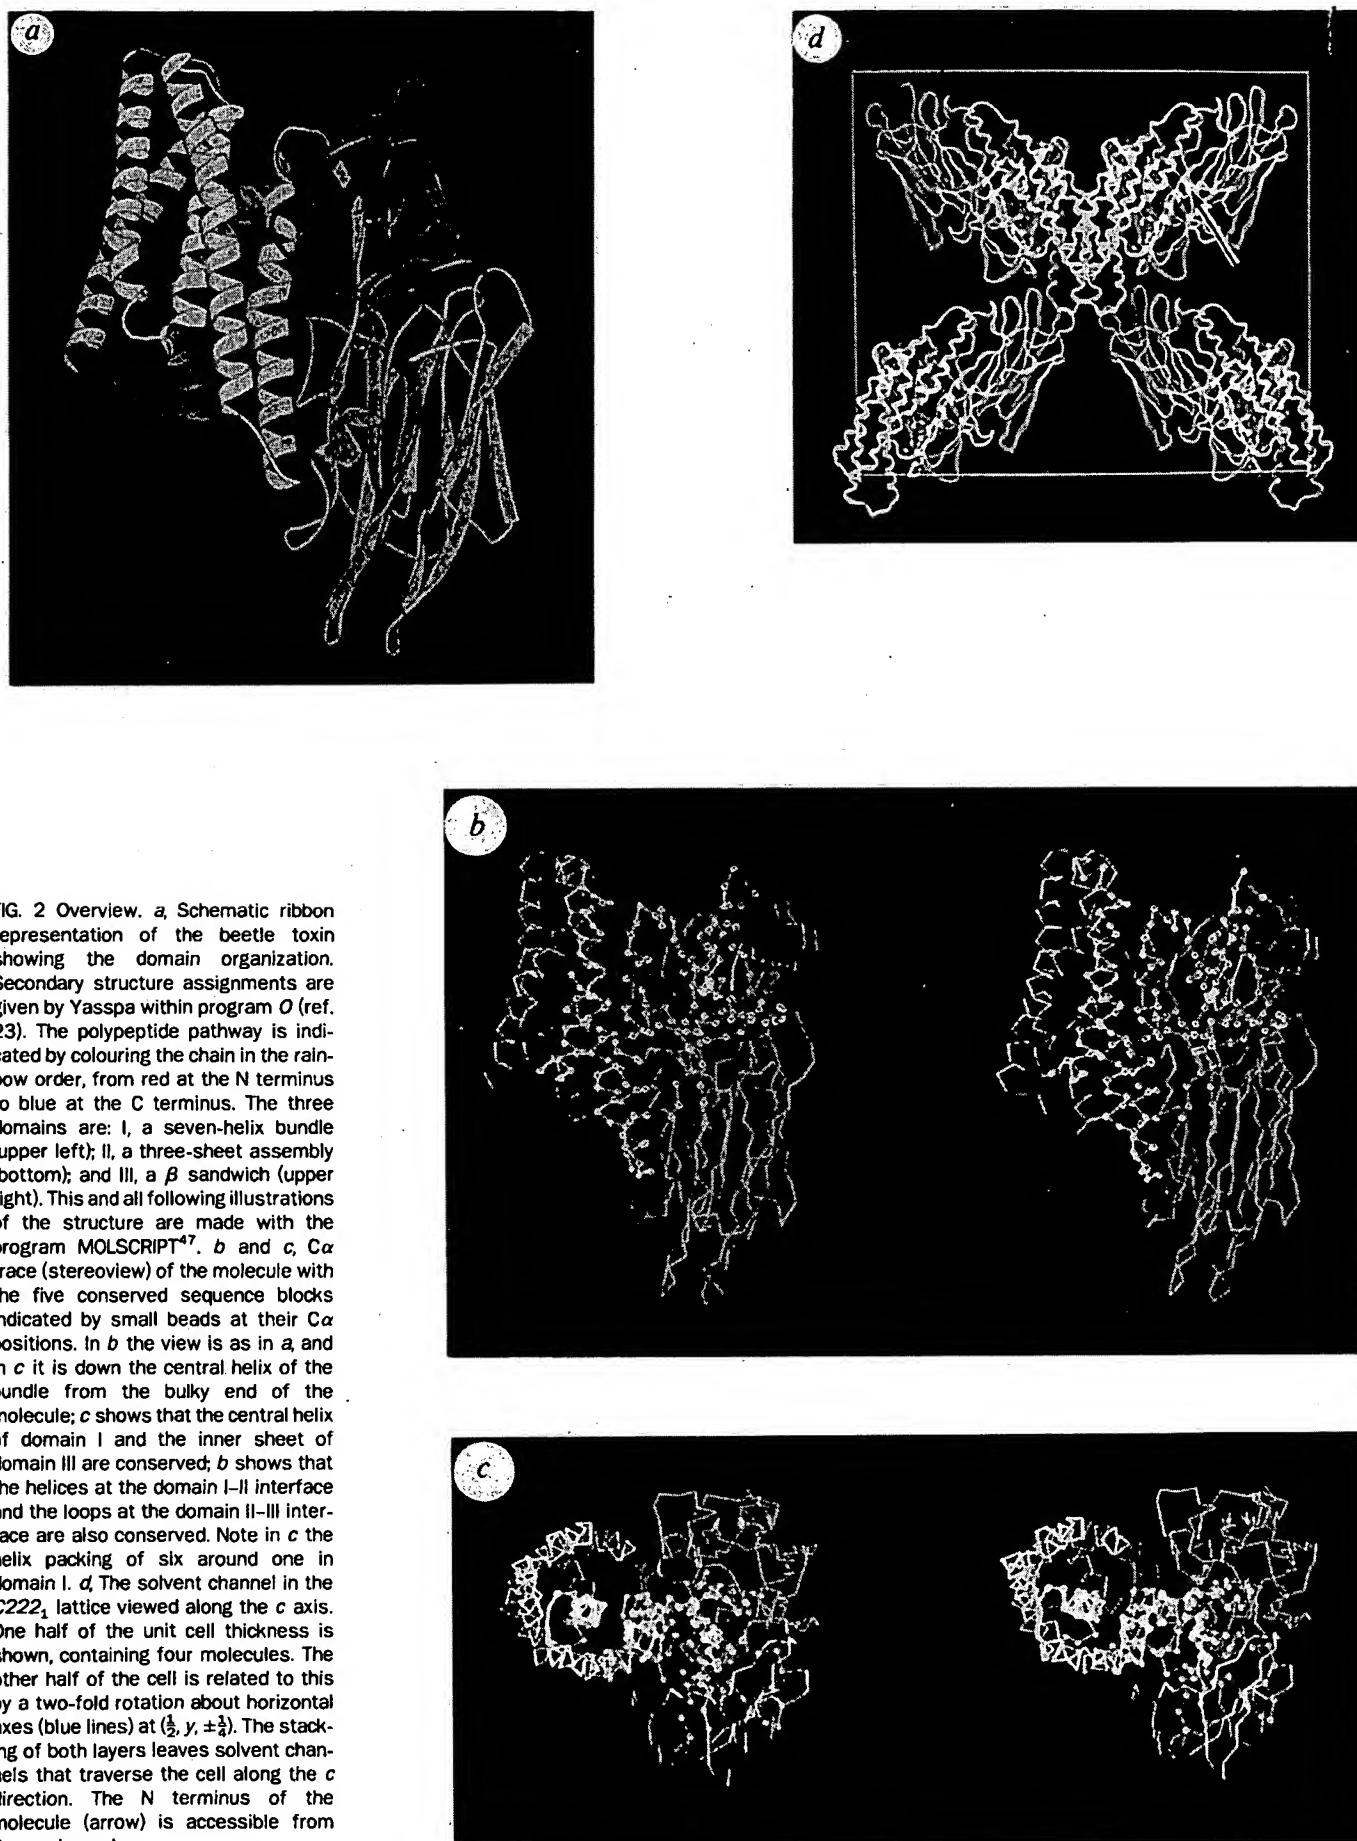 a
d
b
IG. 2 Overview. a, Schematic ribbon
epresentation of the beetle toxin
howing the domain organization.
Secondary structure assignments are
given by Yasspa within program O (ref.
23). The polypeptide pathway is indi-
cated by colouring the chain in the rain-
bow order, from red at the N terminus
o blue at the C terminus. The three
domains are: I, a seven-helix bundle
upper left); II, a three-sheet assembly
bottom); and III, a β sandwich (upper
ight). This and all following illustrations
of the structure are made with the
program MOLSCRIPT⁴⁷. b and c, Cα
race (stereoview) of the molecule with
he five conserved sequence blocks
ndicated by small beads at their Cα
positions. In b the view is as in a, and
n c it is down the central helix of the
bundle from the bulky end of the
molecule; c shows that the central helix
of domain I and the inner sheet of
domain III are conserved; b shows that
he helices at the domain I–II interface
and the loops at the domain II–III inter-
ace are also conserved. Note in c the
helix packing of six around one in
domain I. d, The solvent channel in the
C222₁ lattice viewed along the c axis.
One half of the unit cell thickness is
shown, containing four molecules. The
other half of the cell is related to this
by a two-fold rotation about horizontal
axes (blue lines) at (½, y, ±¼). The stack-
ng of both layers leaves solvent chan-
nels that traverse the cell along the c
direction. The N terminus of the
molecule (arrow) is accessible from
c